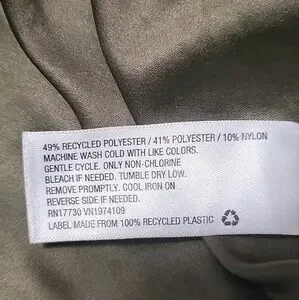 49% RECYCLED POLYESTER / 41% POLYESTER / 10% NYLON
MACHINE WASH COLD WITH LIKE COLORS.
GENTLE CYCLE. ONLY NON-CHLORINE
BLEACH IF NEEDED. TUMBLE DRY LOW.
REMOVE PROMPTLY. COOL IRON ON
REVERSE SIDE IF NEEDED.
RN17730 VN1974109
LABEL MADE FROM 100% RECYCLED PLASTIC